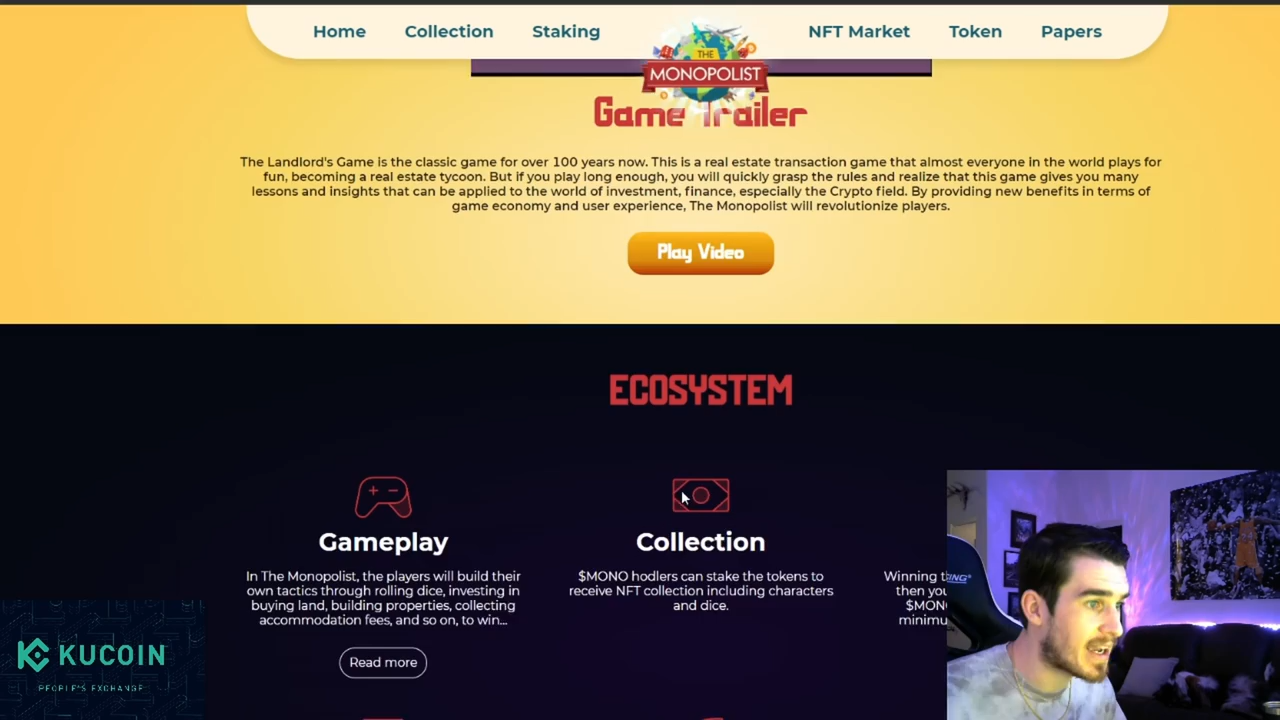 Home Collection Staking THE MONOPOLIST NFT Market Token Papers
Game Trailer
The Landlord's Game is the classic game for over 100 years now. This is a real estate transaction game that almost everyone in the world plays for
fun, becoming a real estate tycoon. But if you play long enough, you will quickly grasp the rules and realize that this game gives you many
lessons and insights that can be applied to the world of investment, finance, especially the Crypto field. By providing new benefits in terms of
game economy and user experience, The Monopolist will revolutionize players.
Play Video
ECOSYSTEM
Gameplay
In The Monopolist, the players will build their
own tactics through rolling dice, investing in
buying land, building properties, collecting
accommodation fees, and so on, to win...
Read more
Collection
$MONO hodlers can stake the tokens to
receive NFT collection including characters
and dice.
Winning
then you
KUCOIN
PEOPLE'S EXCHANGE